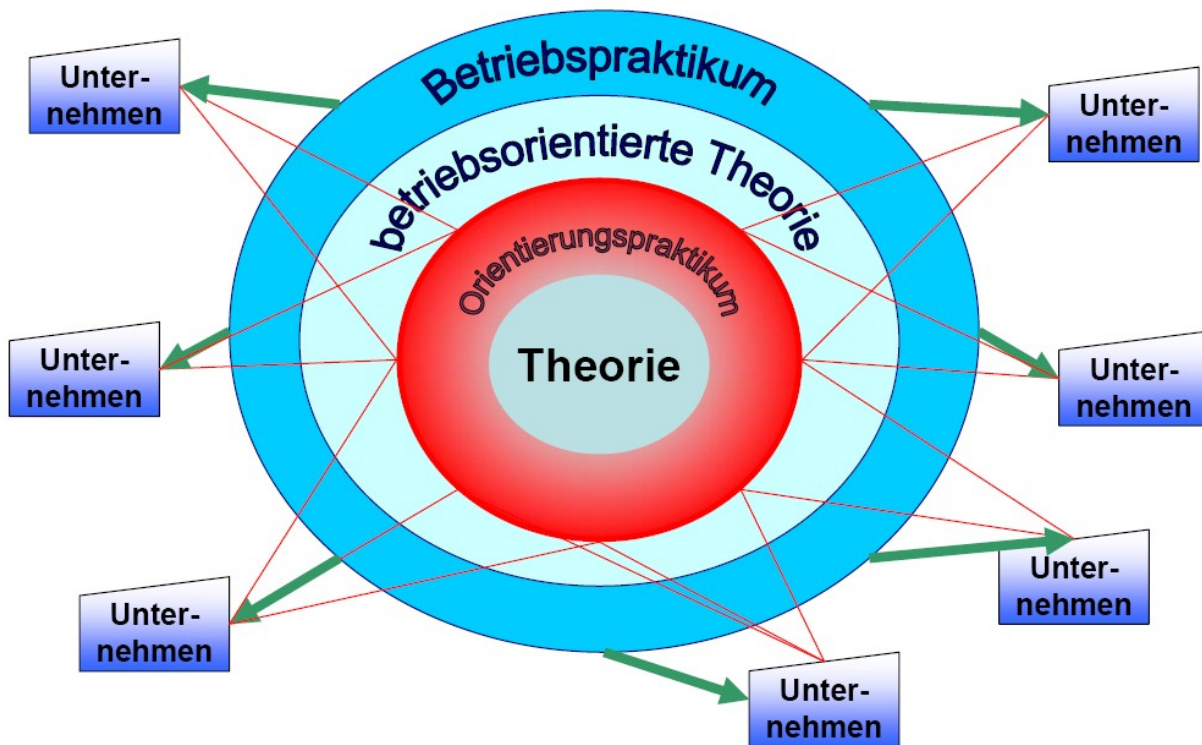 Betriebspraktikum
betriebsorientierte Theorie
Orientierungspraktikum
Theorie
Unter-
nehmen
Unter-
nehmen
Unter-
nehmen
Unter-
nehmen
Unter-
nehmen
Unter-
nehmen
Unter-
nehmen